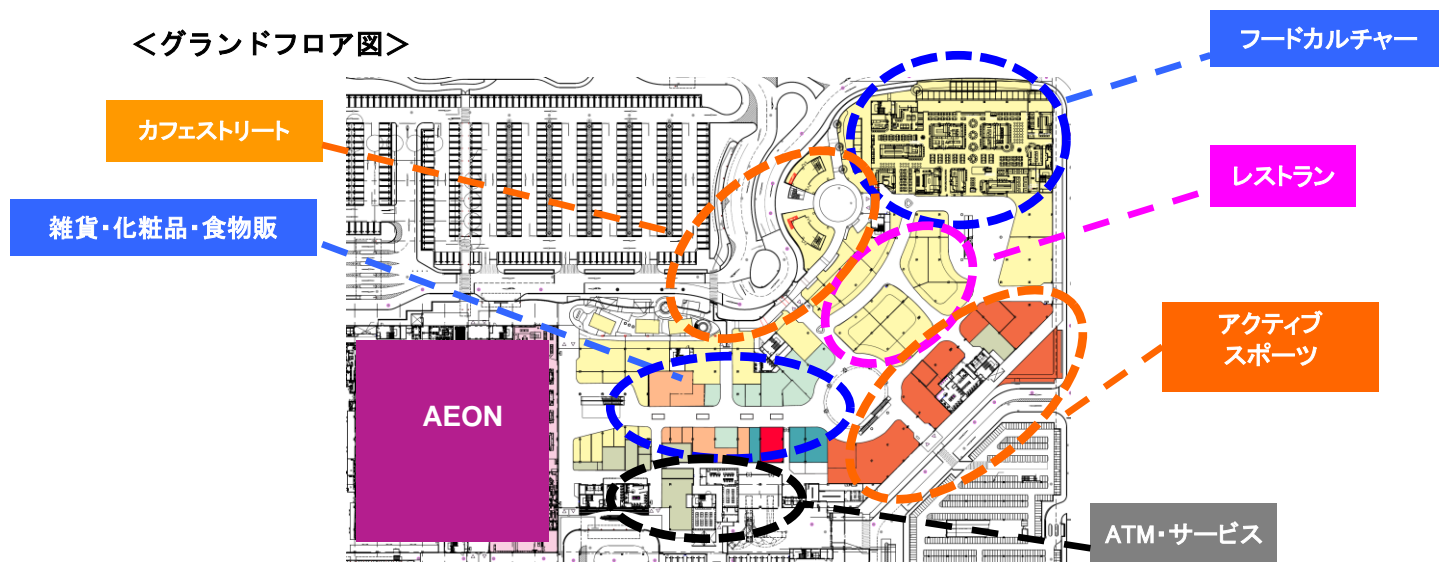 ＜グランドフロア図＞
フードカルチャー
カフェストリート
レストラン
雑貨・化粧品・食物販
アクティブ
スポーツ
AEON
ATM・サービス